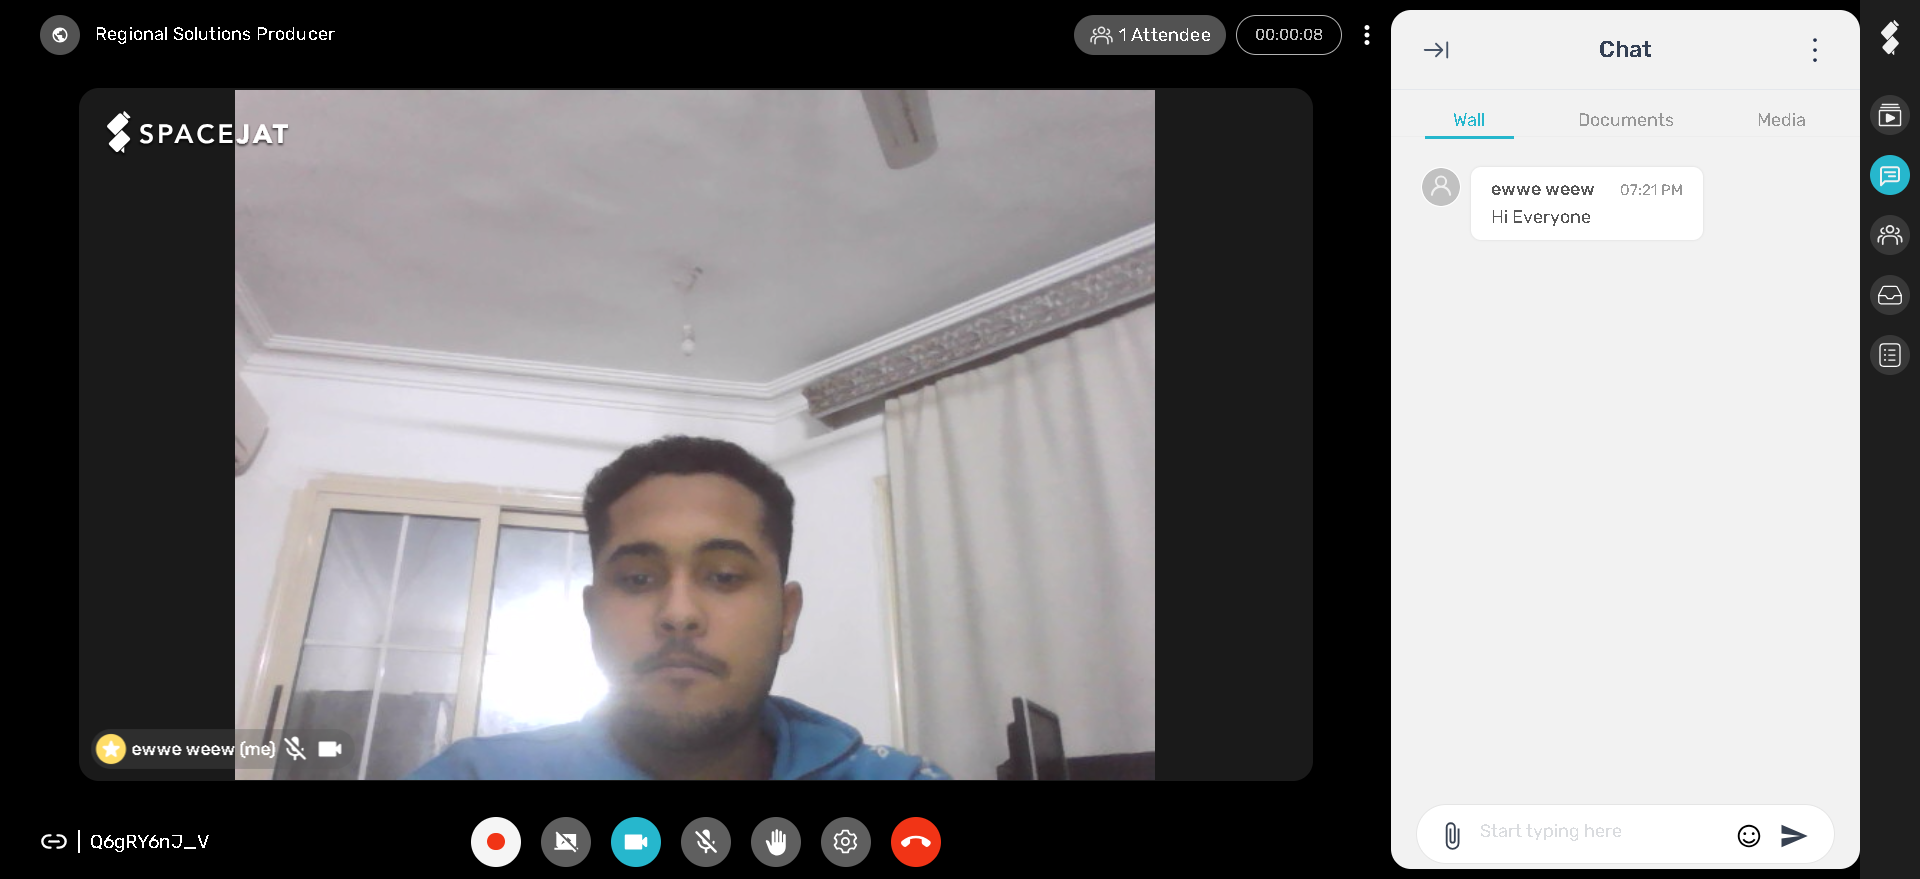 Regional Solutions Producer
1 Attendee
00:00:08
SPACEJAT
ewwe weew (me)
Q6gRY6nJ_V
Chat
Wall Documents Media
ewwe weew 07:21 PM
Hi Everyone
Start typing here